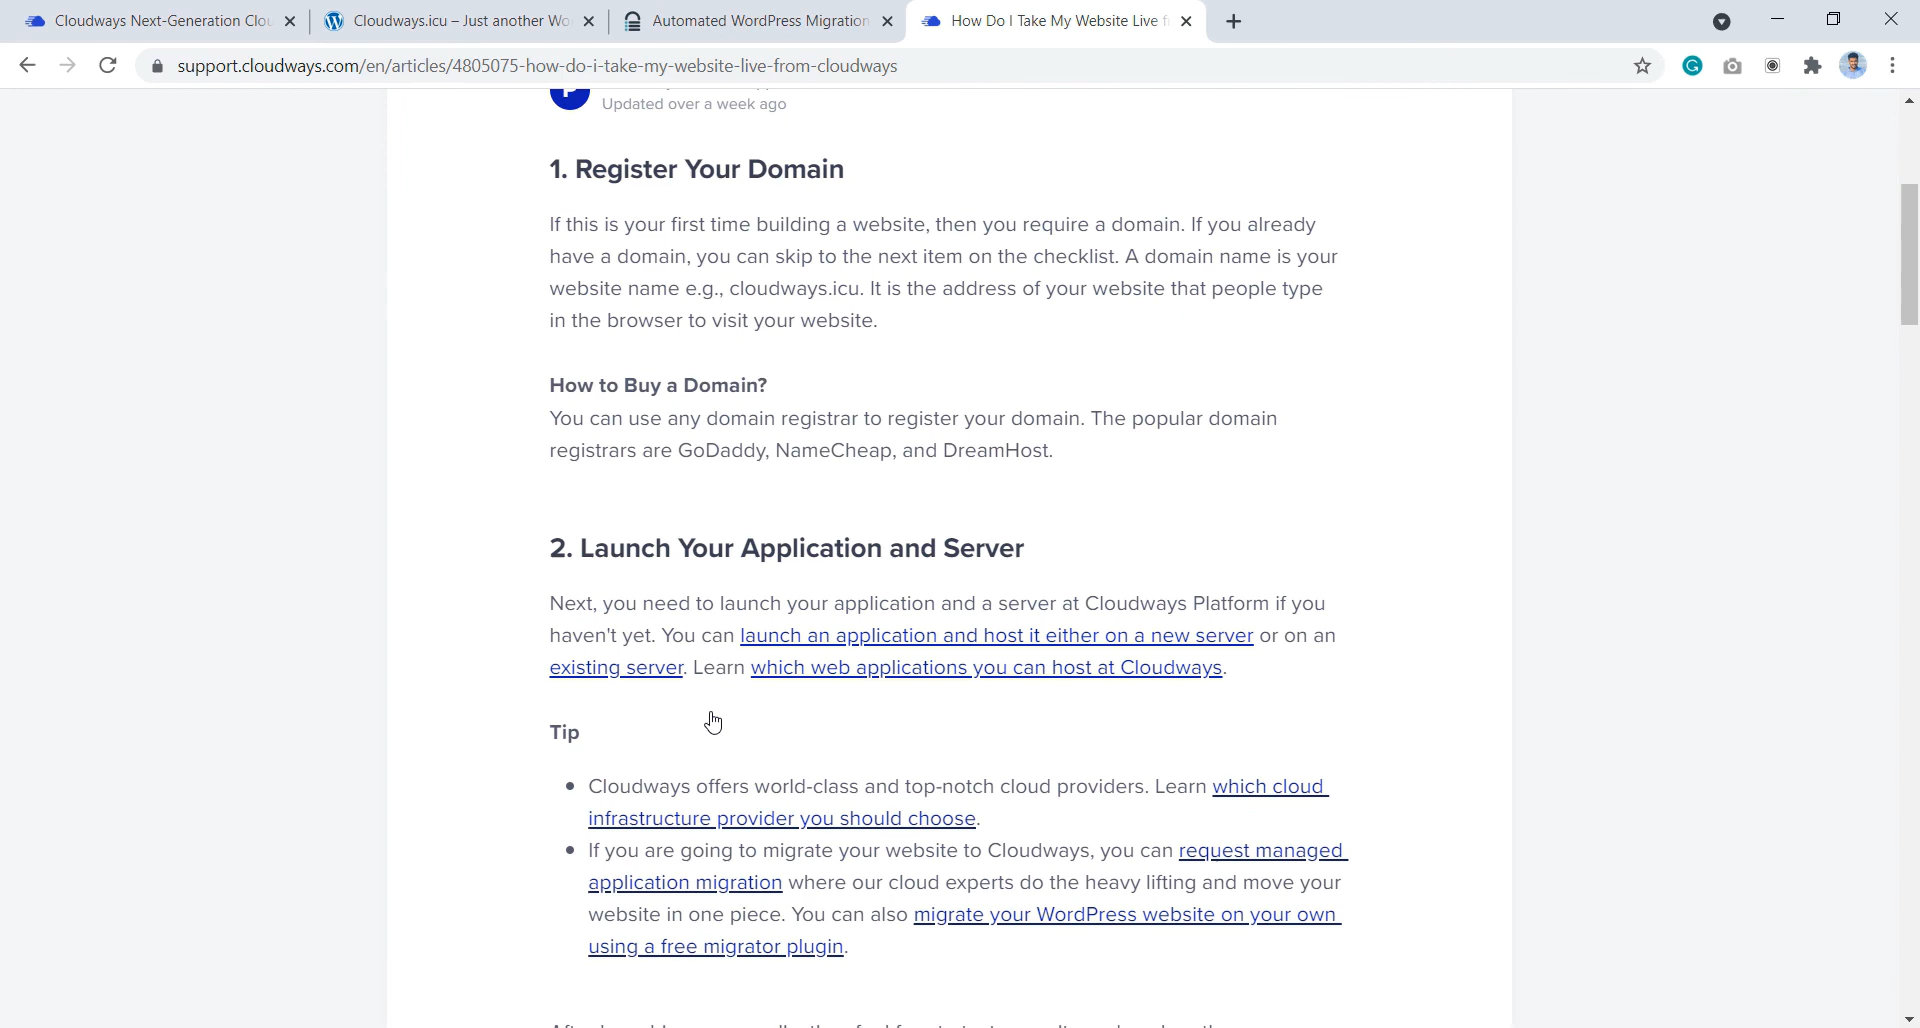 Cloudways Next-Generation Clou
Cloudways.icu – Just another Wo
Automated WordPress Migration
How Do I Take My Website Live f
support.cloudways.com/en/articles/4805075-how-do-i-take-my-website-live-from-cloudways
Updated over a week ago
1. Register Your Domain
If this is your first time building a website, then you require a domain. If you already
have a domain, you can skip to the next item on the checklist. A domain name is your
website name e.g., cloudways.icu. It is the address of your website that people type
in the browser to visit your website.
How to Buy a Domain?
You can use any domain registrar to register your domain. The popular domain
registrars are GoDaddy, NameCheap, and DreamHost.
2. Launch Your Application and Server
Next, you need to launch your application and a server at Cloudways Platform if you
haven't yet. You can launch an application and host it either on a new server or on an
existing server. Learn which web applications you can host at Cloudways.
Tip
• Cloudways offers world-class and top-notch cloud providers. Learn which cloud
infrastructure provider you should choose.
• If you are going to migrate your website to Cloudways, you can request managed
application migration where our cloud experts do the heavy lifting and move your
website in one piece. You can also migrate your WordPress website on your own
using a free migrator plugin.